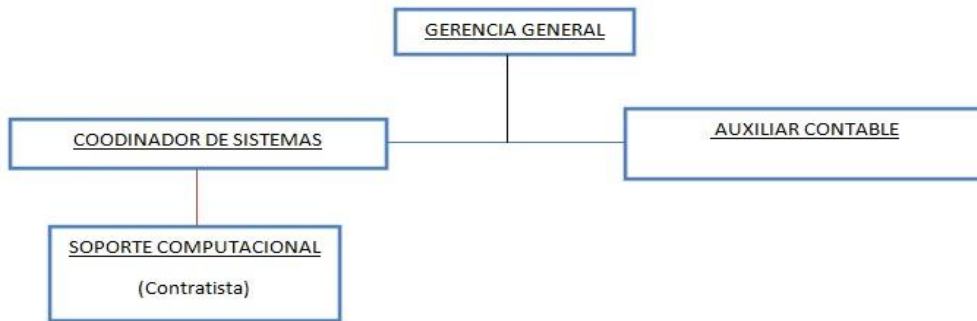 GERENCIA GENERAL
COODINADOR DE SISTEMAS
AUXILIAR CONTABLE
SOPORTE COMPUTACIONAL
(Contratista)